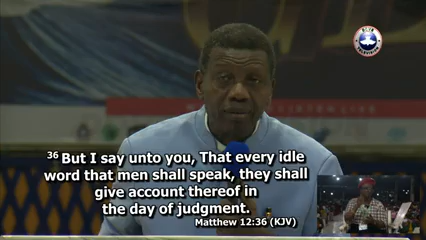 36 But I say unto you, That every idle
word that men shall speak, they shall
give account thereof in
the day of judgment.
Matthew 12:36 (KJV)